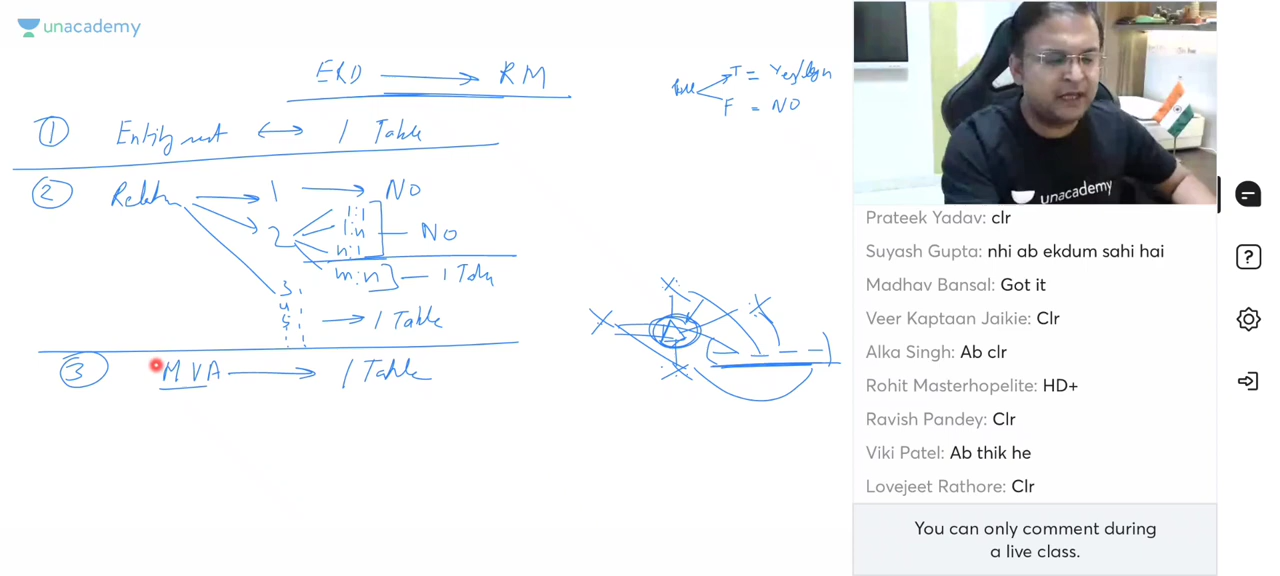 unacademy
ERD → RM
T = Yes/
F = NO
① Entity set ↔ 1 Table
② Relation → 1 → NO
→ 2
1:1
1:n
n:1
NO
m:n — 1 Table
3
4
5
→ 1 Table
③ MVA → 1 Table
unacademy
Prateek Yadav: clr
Suyash Gupta: nhi ab ekdum sahi hai
Madhav Bansal: Got it
Veer Kaptaan Jaikie: Clr
Alka Singh: Ab clr
Rohit Masterhopelite: HD+
Ravish Pandey: Clr
Viki Patel: Ab thik he
Lovejeet Rathore: Clr
You can only comment during
a live class.